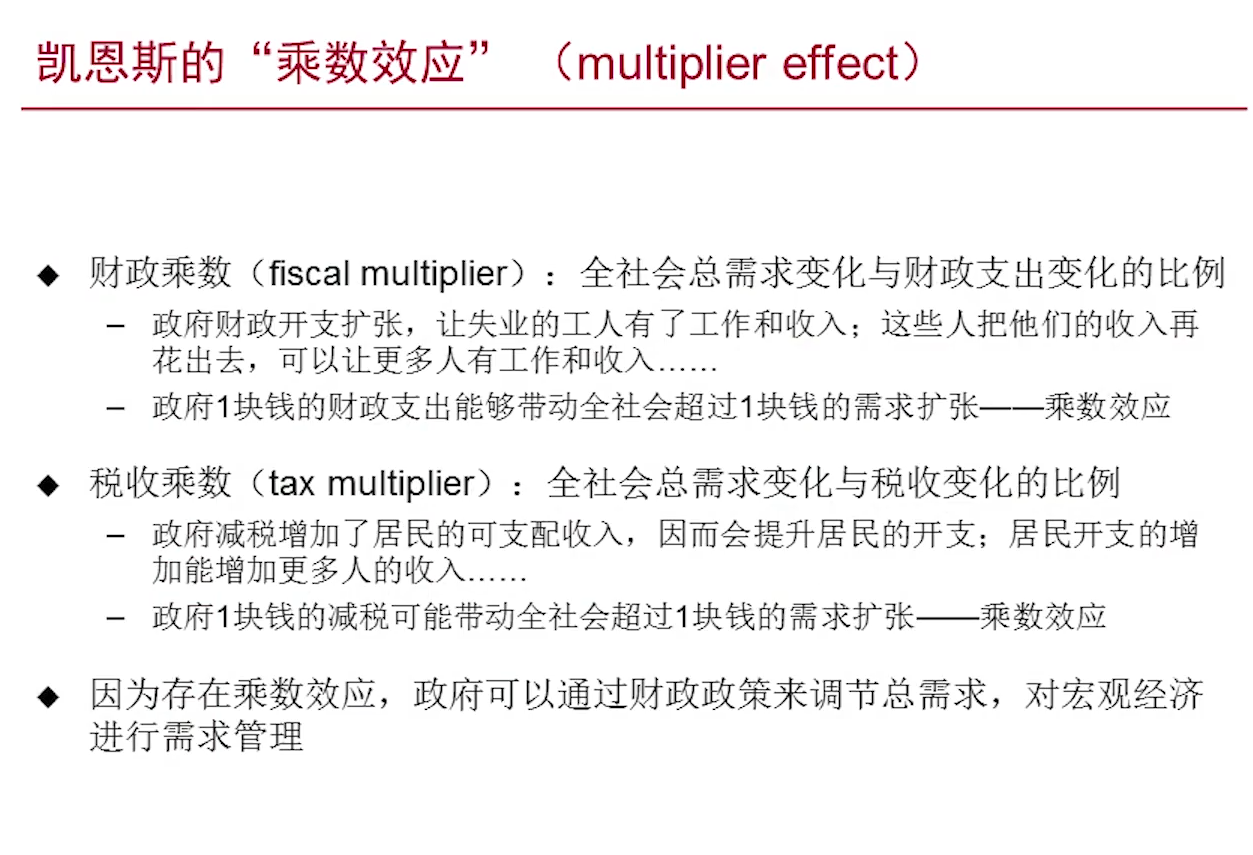 凯恩斯的“乘数效应” （multiplier effect）
◆ 财政乘数（fiscal multiplier）：全社会总需求变化与财政支出变化的比例
– 政府财政开支扩张，让失业的工人有了工作和收入；这些人把他们的收入再
花出去，可以让更多人有工作和收入……
– 政府1块钱的财政支出能够带动全社会超过1块钱的需求扩张——乘数效应
◆ 税收乘数（tax multiplier）：全社会总需求变化与税收变化的比例
– 政府减税增加了居民的可支配收入，因而会提升居民的开支；居民开支的增
加能增加更多人的收入……
– 政府1块钱的减税可能带动全社会超过1块钱的需求扩张——乘数效应
◆ 因为存在乘数效应，政府可以通过财政政策来调节总需求，对宏观经济
进行需求管理